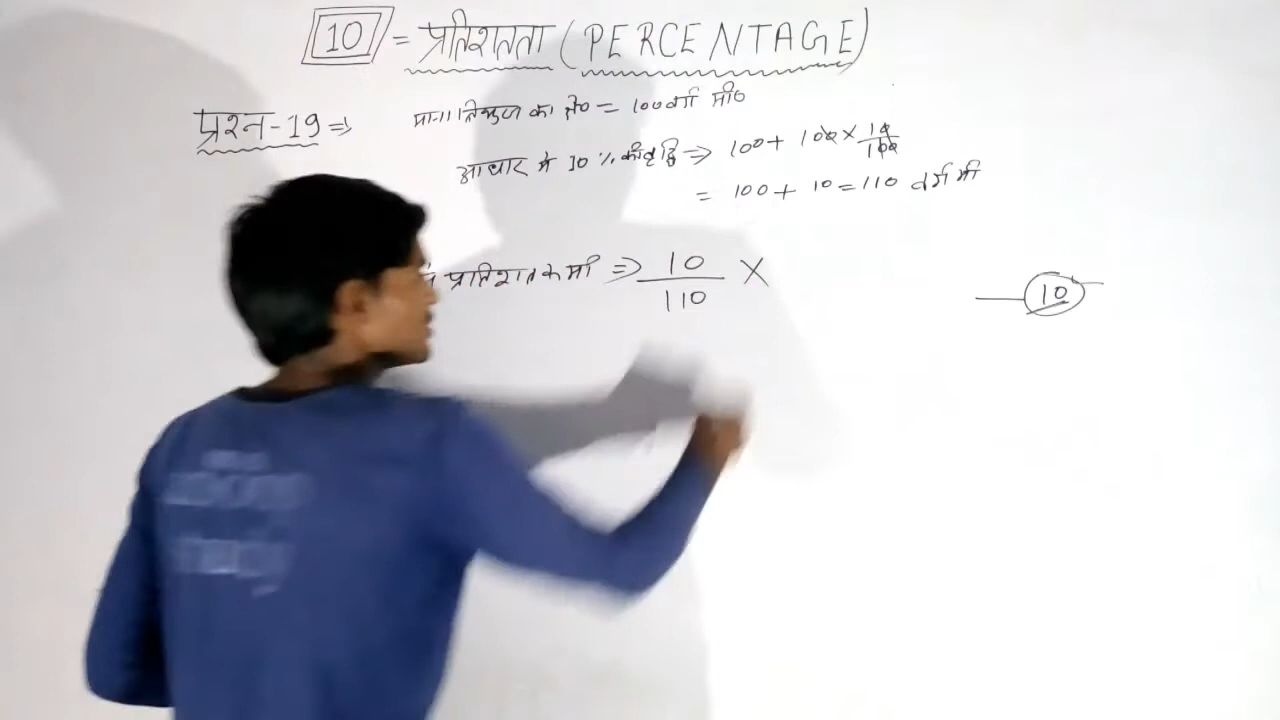 10 = प्रतिशतता (PERCENTAGE)
प्रश्न-19 ⇒ माना त्रिभुज का क्षे० = 100 वर्ग मी०
आधार में 10% की वृद्धि ⇒ 100 + 100 × 10/100
= 100 + 10 = 110 वर्ग मी
प्रतिशत कमी ⇒ 10/110 ×
10
study